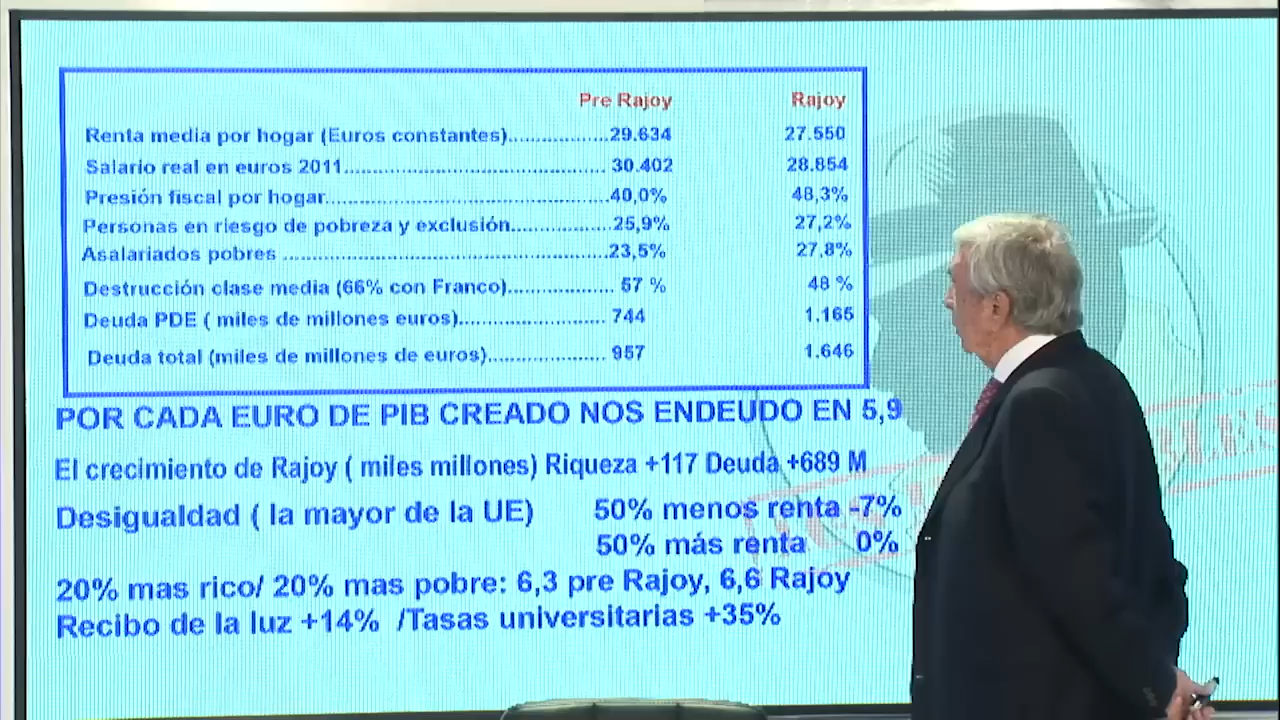 Pre Rajoy Rajoy
Renta media por hogar (Euros constantes)..................29.634 27.550
Salario real en euros 2011............................................... 30.402 28.854
Presión fiscal por hogar...................................................40,0% 48,3%
Personas en riesgo de pobreza y exclusión..................25,9% 27,2%
Asalariados pobres ..........................................................23,5% 27,8%
Destrucción clase media (66% con Franco)................... 57 % 48 %
Deuda PDE ( miles de millones euros)........................... 744 1.165
Deuda total (miles de millones de euros)..................... 957 1.646
POR CADA EURO DE PIB CREADO NOS ENDEUDO EN 5,9
El crecimiento de Rajoy ( miles millones) Riqueza +117 Deuda +689 M
Desigualdad ( la mayor de la UE) 50% menos renta -7%
50% más renta 0%
20% mas rico/ 20% mas pobre: 6,3 pre Rajoy, 6,6 Rajoy
Recibo de la luz +14% /Tasas universitarias +35%